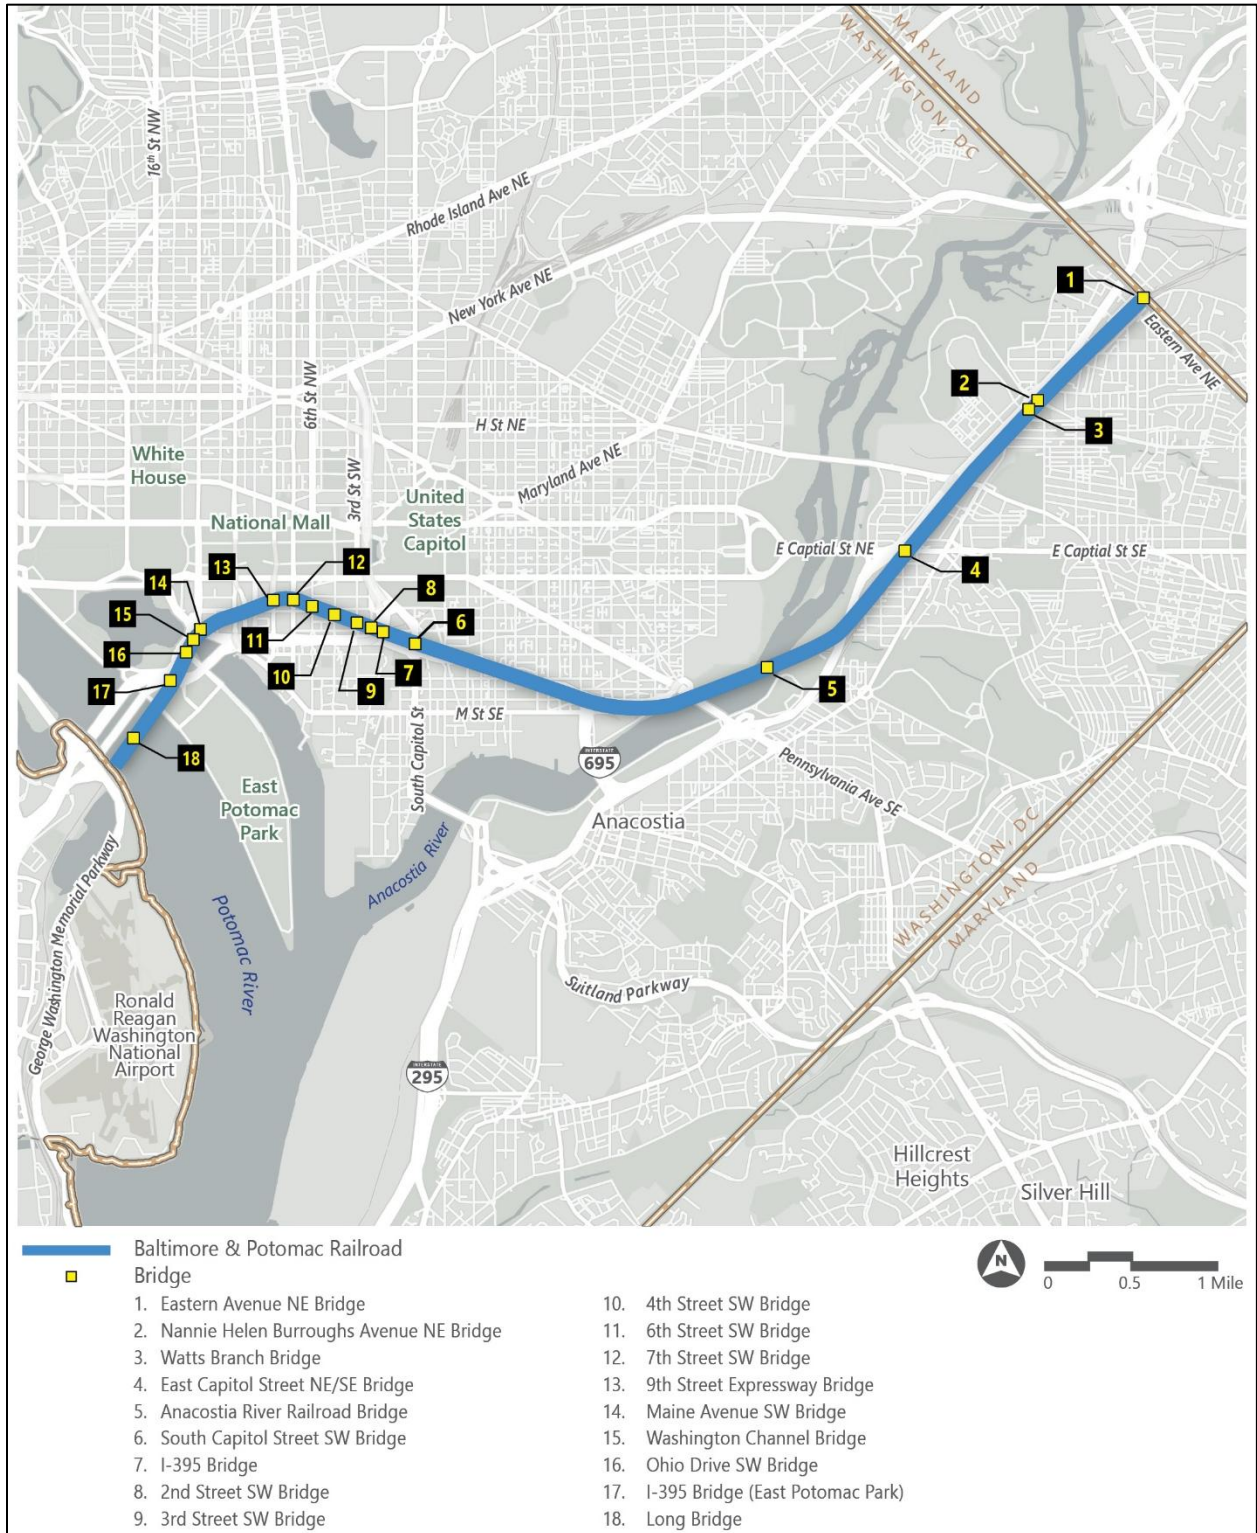 MARYLAND
WASHINGTON, DC
16th St NW
Rhode Island Ave NE
New York Ave NE
1
Eastern Ave NE
2
3
6th St NW
H St NE
White
House
3rd St SW
Maryland Ave NE
United
States
Capitol
National Mall
E Captial St NE
E Captial St SE
4
13
12
14
8
15
6
11
16
10
9
7
5
17
M St SE
South Capitol St
18
INTERSTATE
695
Pennsylvania Ave SE
East
Potomac
Park
Anacostia
Anacostia River
George Washington Memorial Parkway
Potomac River
WASHINGTON, DC
MARYLAND
Suitland Parkway
Ronald
Reagan
Washington
National
Airport
INTERSTATE
295
Hillcrest
Heights
Silver Hill
Baltimore & Potomac Railroad
Bridge
1. Eastern Avenue NE Bridge
2. Nannie Helen Burroughs Avenue NE Bridge
3. Watts Branch Bridge
4. East Capitol Street NE/SE Bridge
5. Anacostia River Railroad Bridge
6. South Capitol Street SW Bridge
7. I-395 Bridge
8. 2nd Street SW Bridge
9. 3rd Street SW Bridge
10. 4th Street SW Bridge
11. 6th Street SW Bridge
12. 7th Street SW Bridge
13. 9th Street Expressway Bridge
14. Maine Avenue SW Bridge
15. Washington Channel Bridge
16. Ohio Drive SW Bridge
17. I-395 Bridge (East Potomac Park)
18. Long Bridge
N
0 0.5 1 Mile